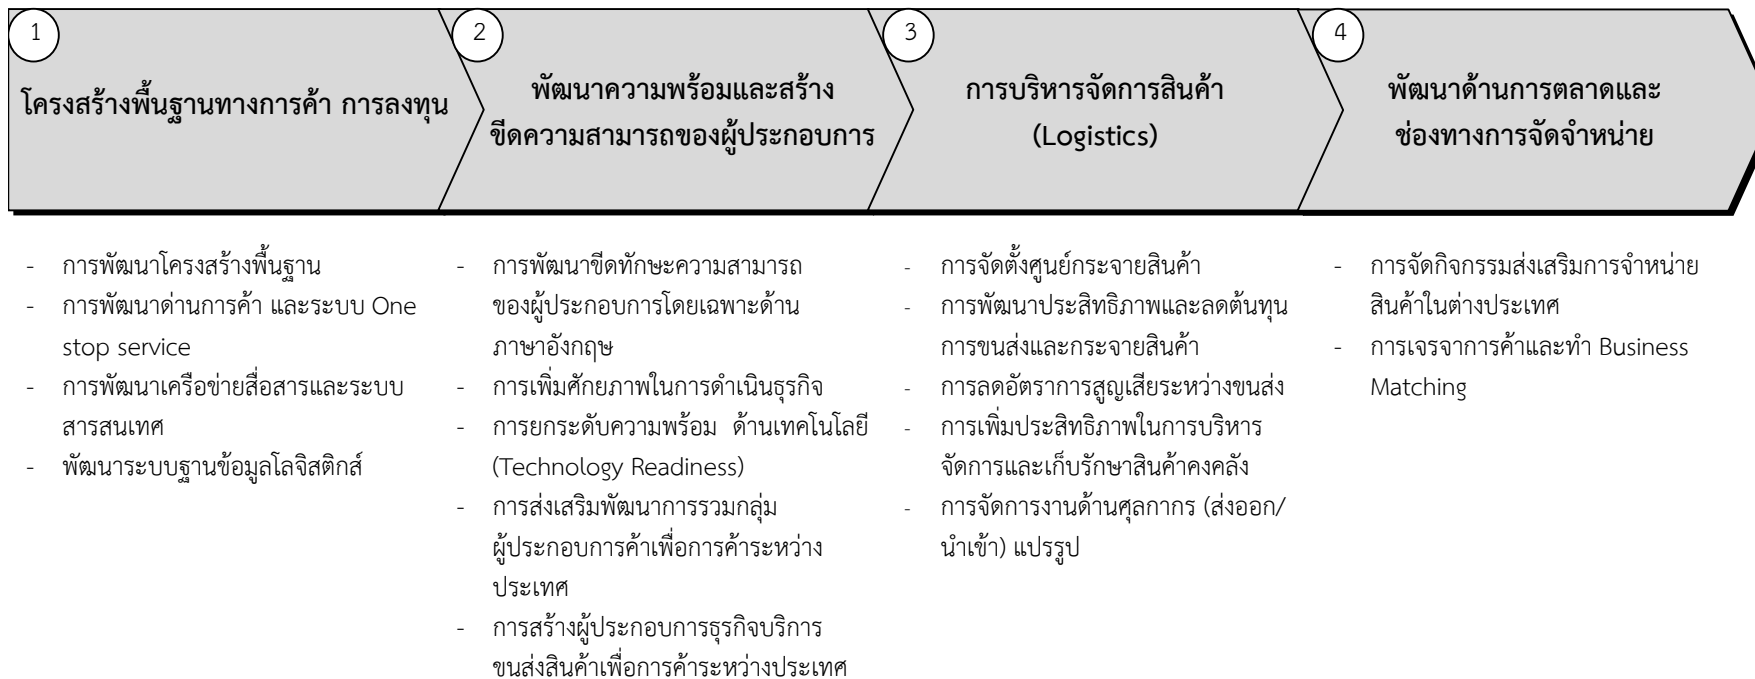 1
โครงสร้างพื้นฐานทางการค้า การลงทุน
2
พัฒนาความพร้อมและสร้าง
ขีดความสามารถของผู้ประกอบการ
3
การบริหารจัดการสินค้า
(Logistics)
4
พัฒนาด้านการตลาดและ
ช่องทางการจัดจำหน่าย
- การพัฒนาโครงสร้างพื้นฐาน
- การพัฒนาด่านการค้า และระบบ One
stop service
- การพัฒนาเครือข่ายสื่อสารและระบบ
สารสนเทศ
- พัฒนาระบบฐานข้อมูลโลจิสติกส์
- การพัฒนาขีดทักษะความสามารถ
ของผู้ประกอบการโดยเฉพาะด้าน
ภาษาอังกฤษ
- การเพิ่มศักยภาพในการดำเนินธุรกิจ
- การยกระดับความพร้อม ด้านเทคโนโลยี
(Technology Readiness)
- การส่งเสริมพัฒนาการรวมกลุ่ม
ผู้ประกอบการค้าเพื่อการค้าระหว่าง
ประเทศ
- การสร้างผู้ประกอบการธุรกิจบริการ
ขนส่งสินค้าเพื่อการค้าระหว่างประเทศ
- การจัดตั้งศูนย์กระจายสินค้า
- การพัฒนาประสิทธิภาพและลดต้นทุน
การขนส่งและกระจายสินค้า
- การลดอัตราการสูญเสียระหว่างขนส่ง
- การเพิ่มประสิทธิภาพในการบริหาร
จัดการและเก็บรักษาสินค้าคงคลัง
- การจัดการงานด้านศุลกากร (ส่งออก/
นำเข้า) แปรรูป
- การจัดกิจกรรมส่งเสริมการจำหน่าย
สินค้าในต่างประเทศ
- การเจรจาการค้าและทำ Business
Matching